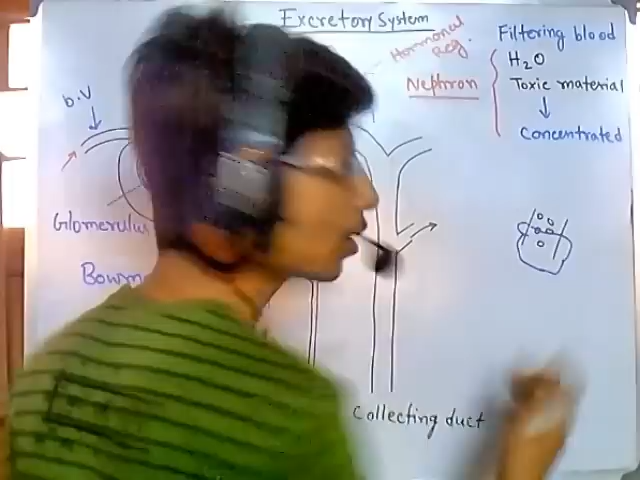 Excretory System
Hormonal
Reg.
Nephron
Filtering blood
H₂O
Toxic material
Concentrated
b.V
Glomerulus
Bowm
Collecting duct